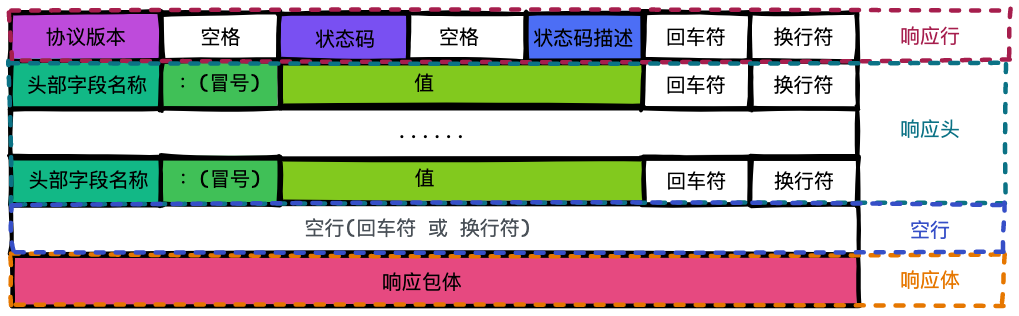 协议版本 空格 状态码 空格 状态码描述 回车符 换行符 响应行
头部字段名称 :(冒号) 值 回车符 换行符
...... 响应头
头部字段名称 :(冒号) 值 回车符 换行符
空行(回车符 或 换行符) 空行
响应包体 响应体